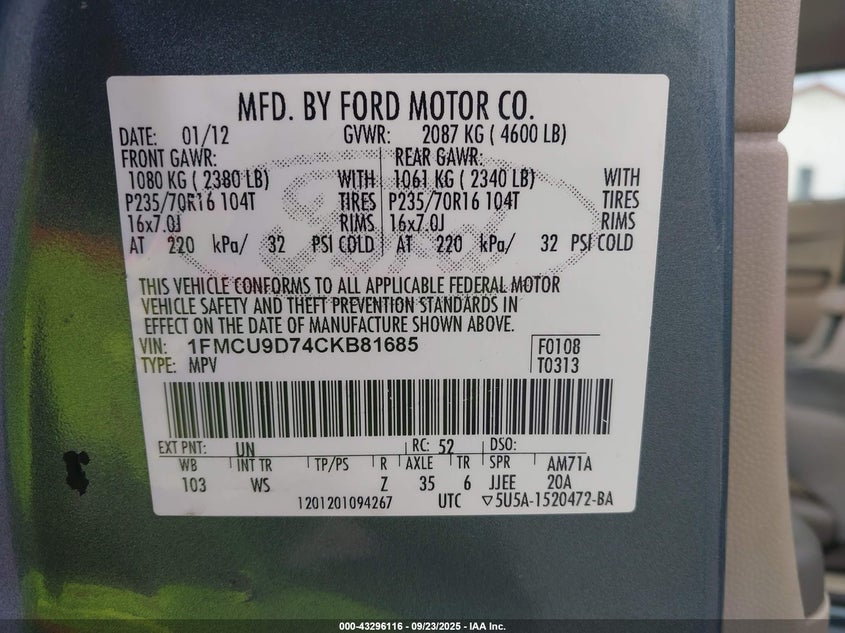 MFD. BY FORD MOTOR CO.
DATE: 01/12 GVWR: 2087 KG ( 4600 LB)
FRONT GAWR: REAR GAWR:
1080 KG ( 2380 LB) WITH 1061 KG ( 2340 LB) WITH
P235/70R16 104T TIRES P235/70R16 104T TIRES
16x7.0J RIMS 16x7.0J RIMS
AT 220 kPa/ 32 PSI COLD AT 220 kPa/ 32 PSI COLD
THIS VEHICLE CONFORMS TO ALL APPLICABLE FEDERAL MOTOR
VEHICLE SAFETY AND THEFT PREVENTION STANDARDS IN
EFFECT ON THE DATE OF MANUFACTURE SHOWN ABOVE.
VIN: 1FMCU9D74CKB81685 F0108
TYPE: MPV T0313
EXT PNT: UN RC: 52 DSO:
WB INT TR TP/PS R AXLE TR SPR AM71A
103 WS Z 35 6 JJEE 20A
1201201094267 UTC ▽5U5A-1520472-BA
000-43296116 - 09/23/2025 - IAA Inc.